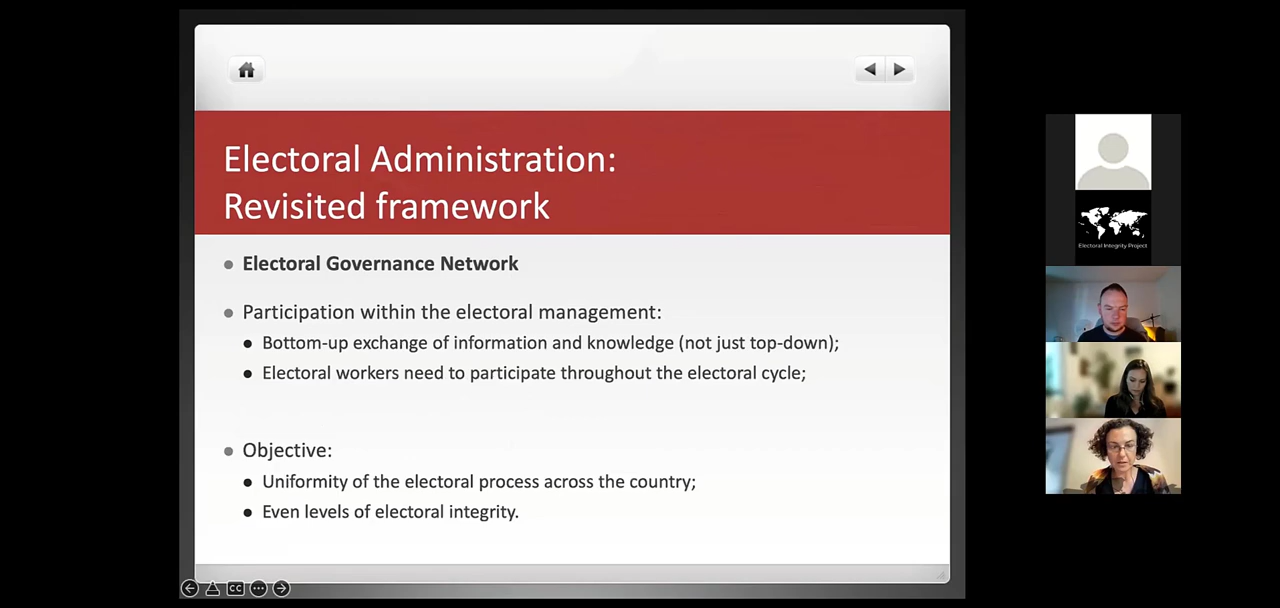 Electoral Administration:
Revisited framework
Electoral Governance Network
Participation within the electoral management:
Bottom-up exchange of information and knowledge (not just top-down);
Electoral workers need to participate throughout the electoral cycle;
Objective:
Uniformity of the electoral process across the country;
Even levels of electoral integrity.
CC
Electoral Integrity Project